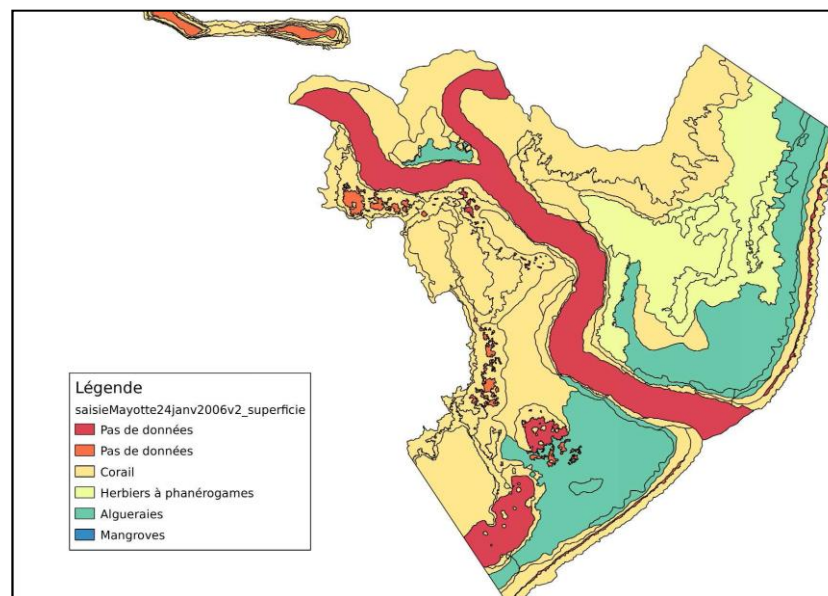 Légende
saisieMayotte24janv2006v2_superficie
Pas de données
Pas de données
Corail
Herbiers à phanérogames
Algueraies
Mangroves